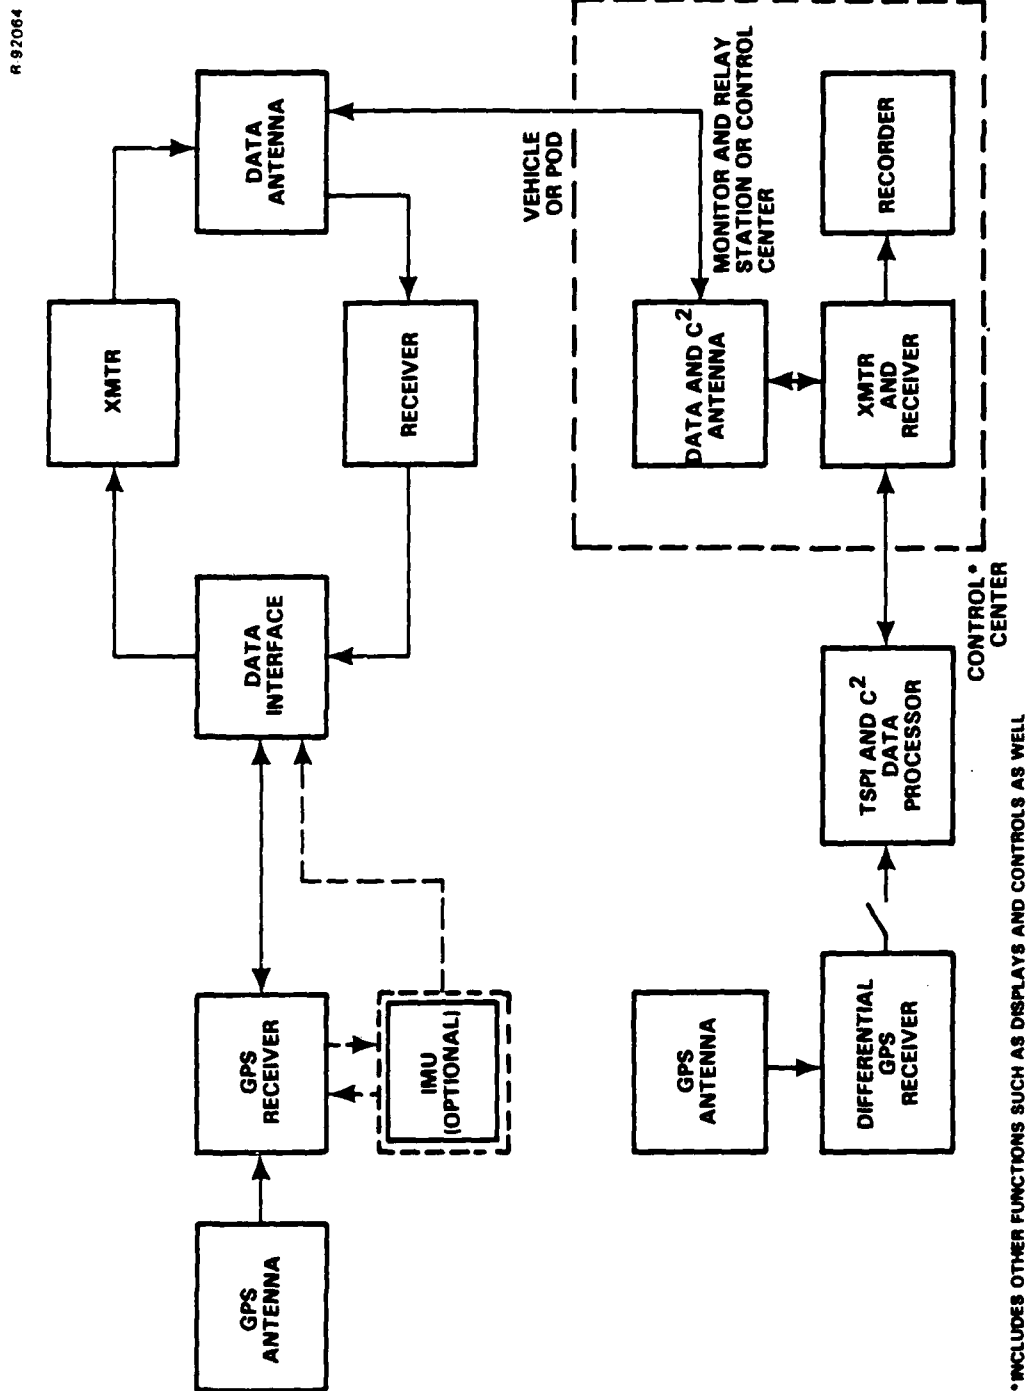 R-92064
XMTR
DATA
ANTENNA
RECEIVER
DATA
INTERFACE
GPS
RECEIVER
GPS
ANTENNA
IMU
(OPTIONAL)
VEHICLE
OR POD
MONITOR AND RELAY
STATION OR CONTROL
CENTER
DATA AND C²
ANTENNA
XMTR
AND
RECEIVER
RECORDER
CONTROL*
CENTER
TSPI AND C²
DATA
PROCESSOR
GPS
ANTENNA
DIFFERENTIAL
GPS
RECEIVER
*INCLUDES OTHER FUNCTIONS SUCH AS DISPLAYS AND CONTROLS AS WELL